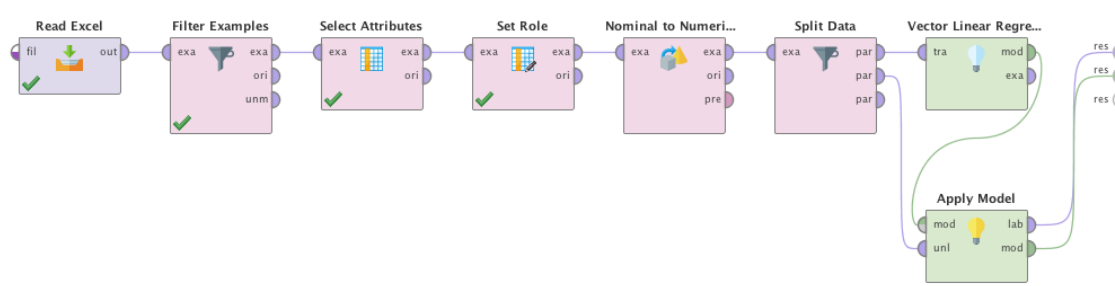 Read Excel
fil out
Filter Examples
exa exa
ori
unm
Select Attributes
exa exa
ori
Set Role
exa exa
ori
Nominal to Numeri...
exa exa
ori
pre
Split Data
exa par
par
par
Vector Linear Regre...
tra mod
exa
res
res
res
Apply Model
mod lab
unl mod